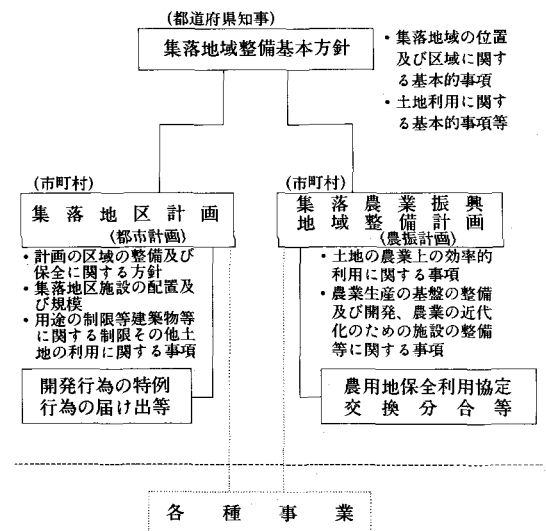 (都道府県知事)
集落地域整備基本方針
・集落地域の位置
及び区域に関す
る基本的事項
・土地利用に関す
る基本的事項等
(市町村)
集落地区計画
(都市計画)
・計画の区域の整備及び
保全に関する方針
・集落地区施設の配置及
び規模
・用途の制限等建築物等
に関する制限その他土
地の利用に関する事項
開発行為の特例
行為の届け出等
(市町村)
集落農業振興
地域整備計画
(農振計画)
・土地の農業上の効率的
利用に関する事項
・農業生産の基盤の整備
及び開発、農業の近代
化のための施設の整備
等に関する事項
農用地保全利用協定
交換分合等
各種事業